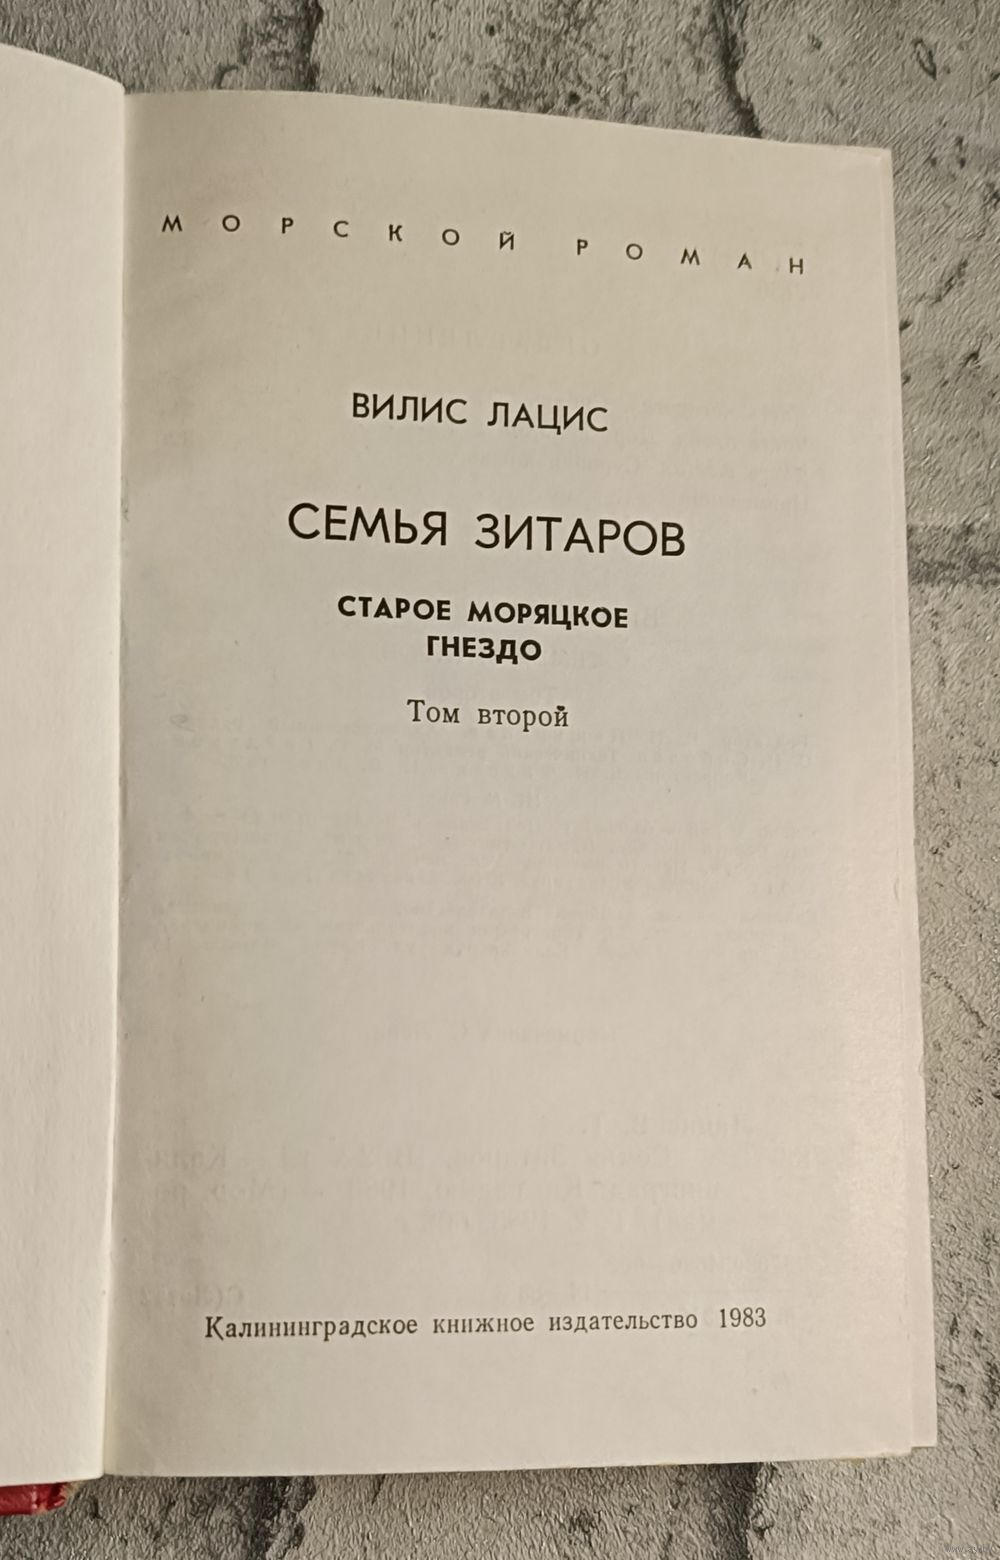 МОРСКОЙ РОМАН
ВИЛИС ЛАЦИС
СЕМЬЯ ЗИТАРОВ
СТАРОЕ МОРЯЦКОЕ
ГНЕЗДО
Том второй
Калининградское книжное издательство 1983